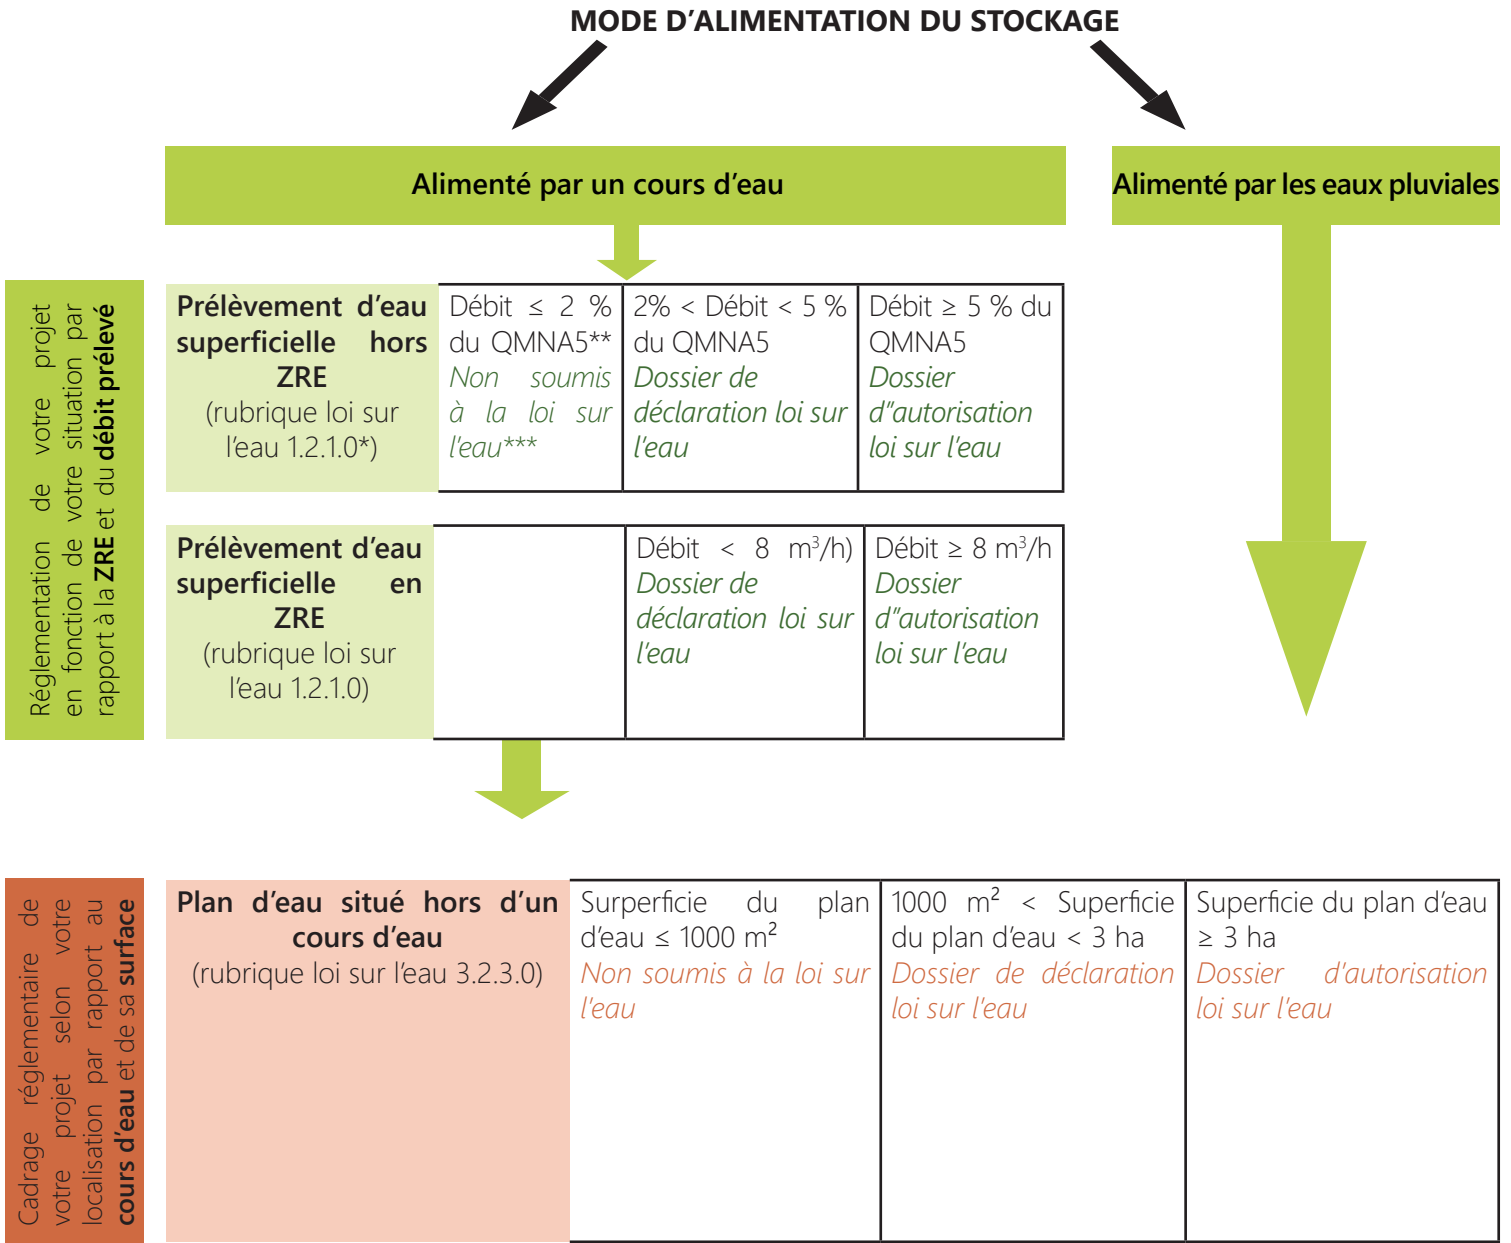 MODE D’ALIMENTATION DU STOCKAGE
Alimenté par un cours d’eau
Alimenté par les eaux pluviales
Réglementation de votre projet
en fonction de votre situation par
rapport à la ZRE et du débit prélevé
Prélèvement d’eau
superficielle hors
ZRE
(rubrique loi sur
l’eau 1.2.1.0*)
Débit ≤ 2 %
du QMNA5**
Non soumis
à la loi sur
l’eau***
2% < Débit < 5 %
du QMNA5
Dossier de
déclaration loi sur
l’eau
Débit ≥ 5 % du
QMNA5
Dossier
d’’autorisation
loi sur l’eau
Prélèvement d’eau
superficielle en
ZRE
(rubrique loi sur
l’eau 1.2.1.0)
Débit < 8 m³/h)
Dossier de
déclaration loi sur
l’eau
Débit ≥ 8 m³/h
Dossier
d’’autorisation
loi sur l’eau
Cadrage réglementaire de
votre projet selon votre
localisation par rapport au
cours d’eau et de sa surface
Plan d’eau situé hors d’un
cours d’eau
(rubrique loi sur l’eau 3.2.3.0)
Surperficie du plan
d’eau ≤ 1000 m²
Non soumis à la loi sur
l’eau
1000 m² < Superficie
du plan d’eau < 3 ha
Dossier de déclaration
loi sur l’eau
Superficie du plan d’eau
≥ 3 ha
Dossier d’autorisation
loi sur l’eau